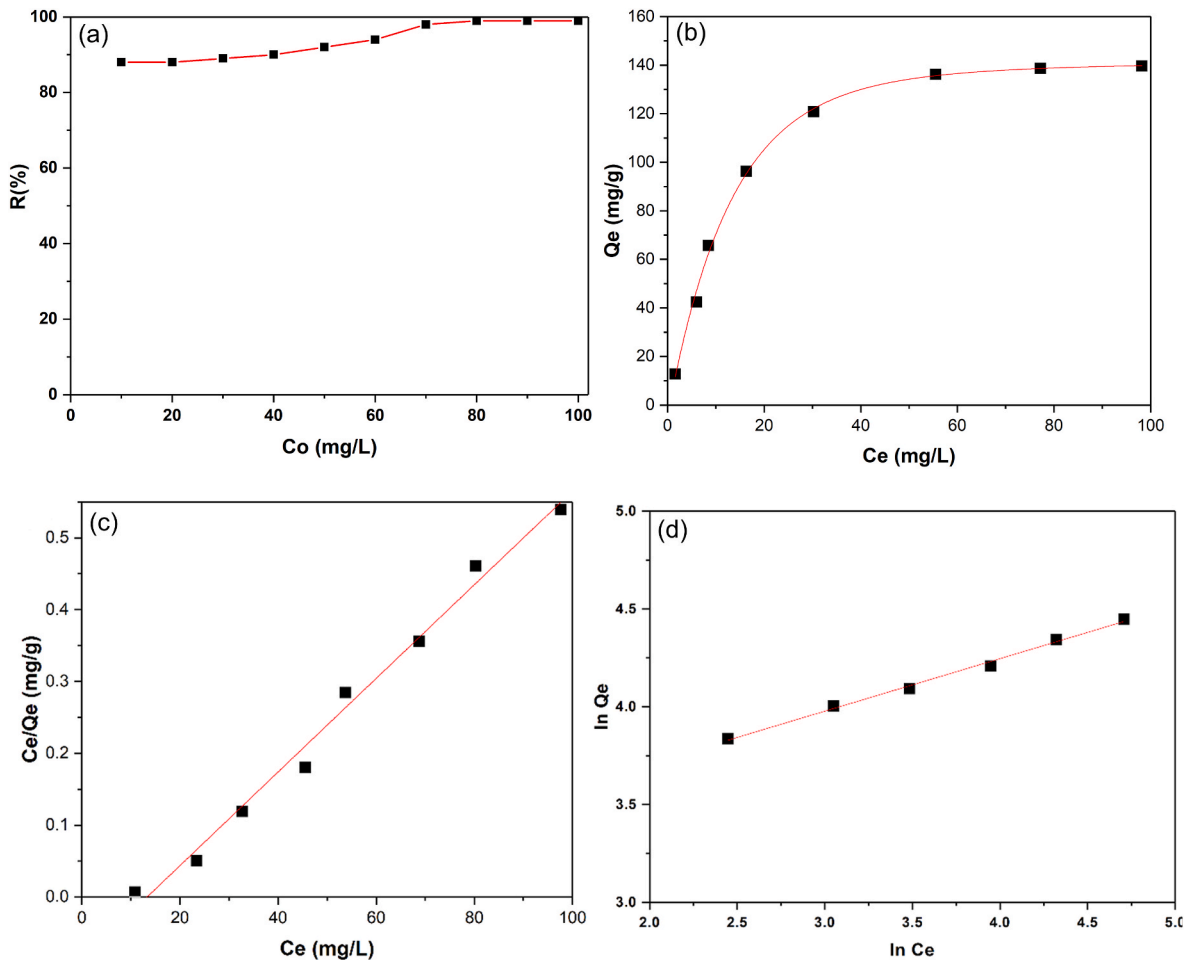 (a)
100
80
60
40
20
0
R(%)
0 20 40 60 80 100
Co (mg/L)
(b)
160
140
120
100
80
60
40
20
0
Qe (mg/g)
0 20 40 60 80 100
Ce (mg/L)
(c)
0.5
0.4
0.3
0.2
0.1
0.0
Ce/Qe (mg/g)
0 20 40 60 80 100
Ce (mg/L)
(d)
5.0
4.5
4.0
3.5
3.0
ln Qe
2.0 2.5 3.0 3.5 4.0 4.5 5.0
ln Ce